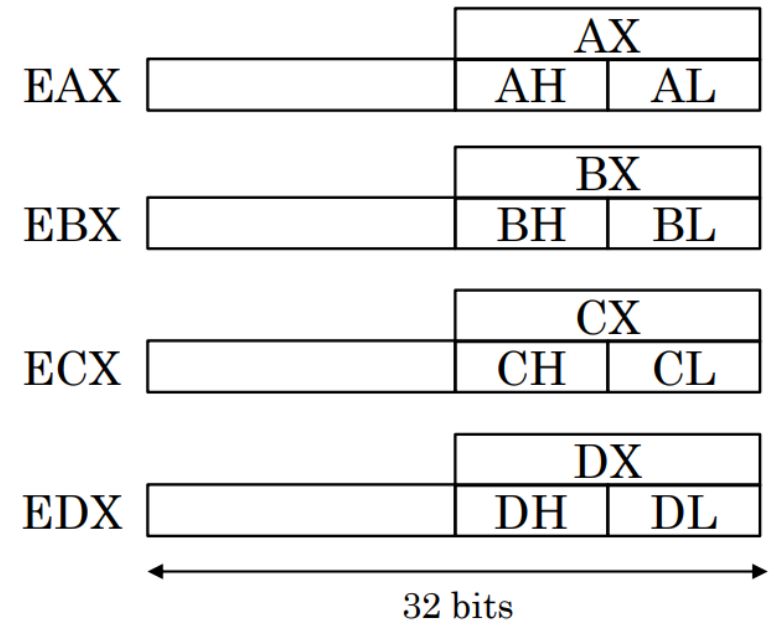 AX
EAX AH AL
BX
EBX BH BL
CX
ECX CH CL
DX
EDX DH DL
32 bits